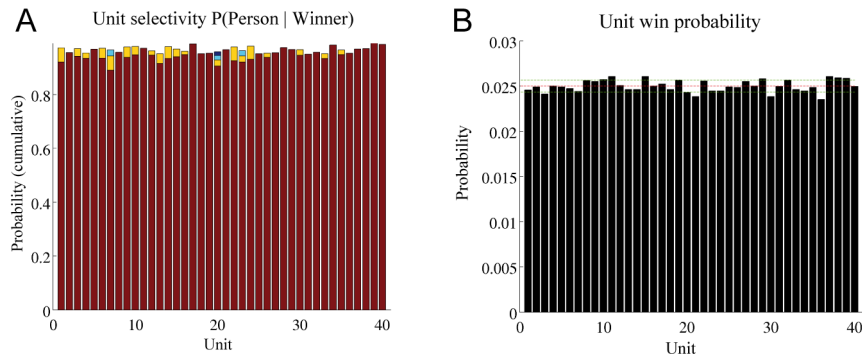 A
Unit selectivity P(Person | Winner)
Probability (cumulative)
0.8
0.6
0.4
0.2
0
0 10 20 30 40
Unit
B
Unit win probability
Probability
0.03
0.025
0.02
0.015
0.01
0.005
0
0 10 20 30 40
Unit